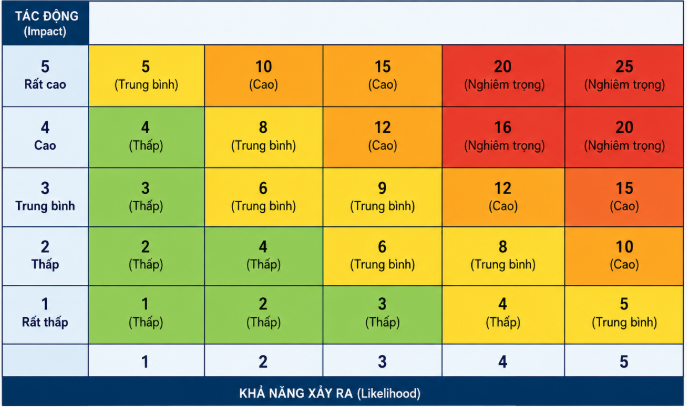 TÁC ĐỘNG
(Impact)
5 5 10 15 20 25
Rất cao (Trung bình) (Cao) (Cao) (Nghiêm trọng) (Nghiêm trọng)
4 4 8 12 16 20
Cao (Thấp) (Trung bình) (Cao) (Nghiêm trọng) (Nghiêm trọng)
3 3 6 9 12 15
Trung bình (Thấp) (Trung bình) (Trung bình) (Cao) (Cao)
2 2 4 6 8 10
Thấp (Thấp) (Thấp) (Trung bình) (Trung bình) (Cao)
1 1 2 3 4 5
Rất thấp (Thấp) (Thấp) (Thấp) (Thấp) (Trung bình)
1 2 3 4 5
KHẢ NĂNG XẢY RA (Likelihood)